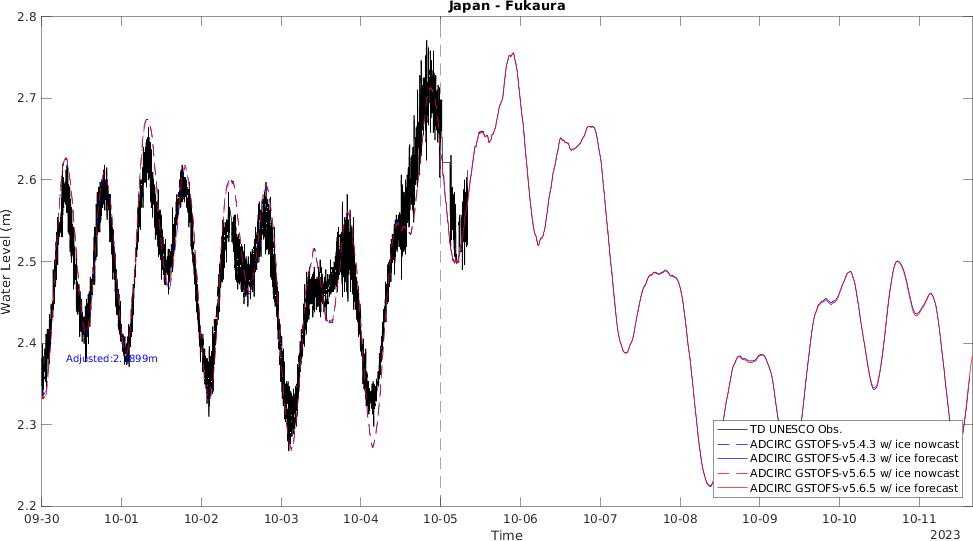 Japan - Fukaura
2.8
2.7
2.6
2.5
2.4
2.3
2.2
Water Level (m)
09-30
10-01
10-02
10-03
10-04
10-05
10-06
10-07
10-08
10-09
10-10
10-11
Time
2023
TD UNESCO Obs.
ADCIRC GSTOFS-v5.4.3 w/ ice nowcast
ADCIRC GSTOFS-v5.4.3 w/ ice forecast
ADCIRC GSTOFS-v5.6.5 w/ ice nowcast
ADCIRC GSTOFS-v5.6.5 w/ ice forecast